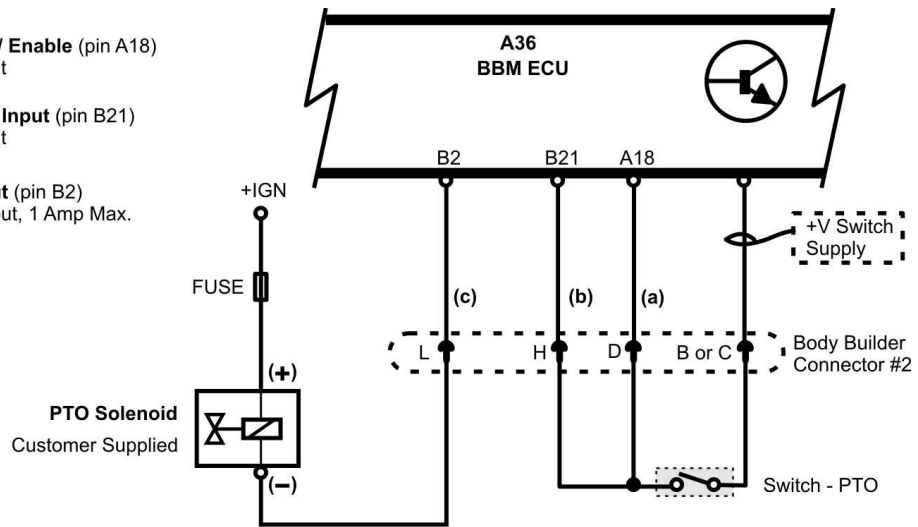 Enable (pin A18)
Input (pin B21)
(pin B2)
1 Amp Max.
A36
BBM ECU
B2
B21
A18
+IGN
+V Switch
Supply
FUSE
(c)
(b)
(a)
L
H
D
B or C
Body Builder
Connector #2
(+)
PTO Solenoid
Customer Supplied
(−)
Switch - PTO